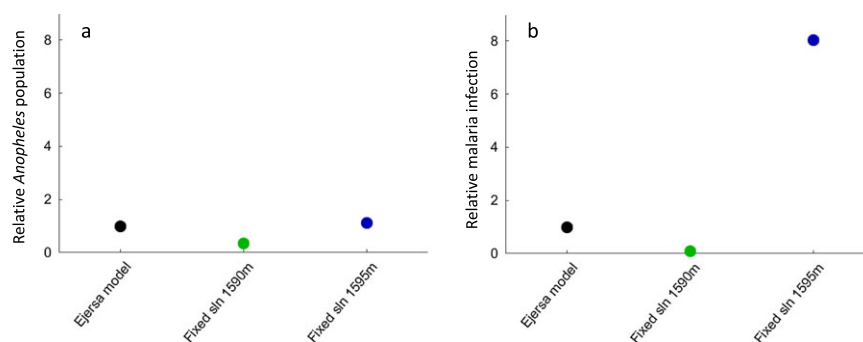 a
Relative Anopheles population
8
6
4
2
0
Ejersa model
Fixed sln 1590m
Fixed sln 1595m
b
Relative malaria infection
8
6
4
2
0
Ejersa model
Fixed sln 1590m
Fixed sln 1595m